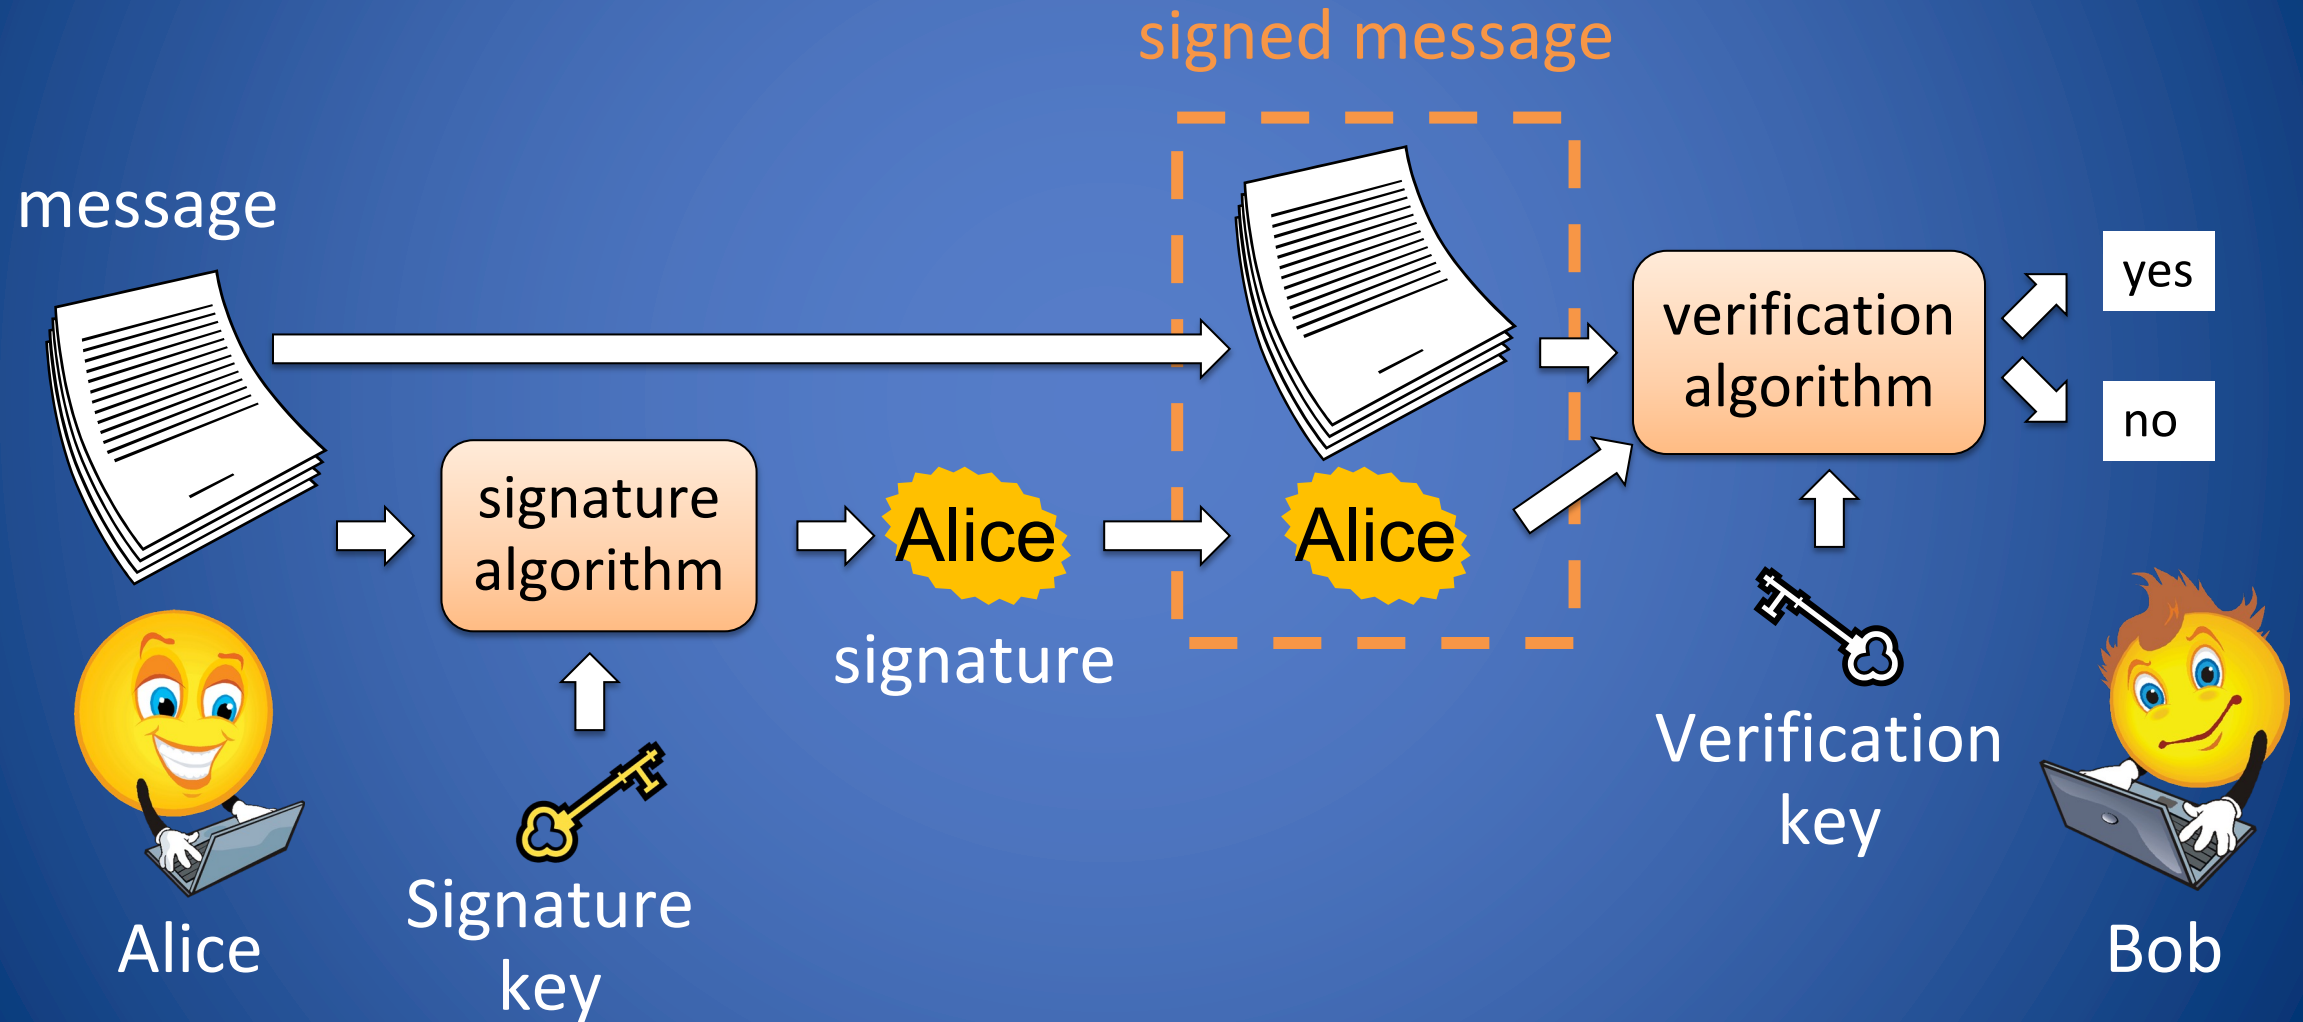 signed message
message
yes
verification
algorithm
no
signature
algorithm
Alice
Alice
signature
Verification
key
Signature
key
Alice
Bob